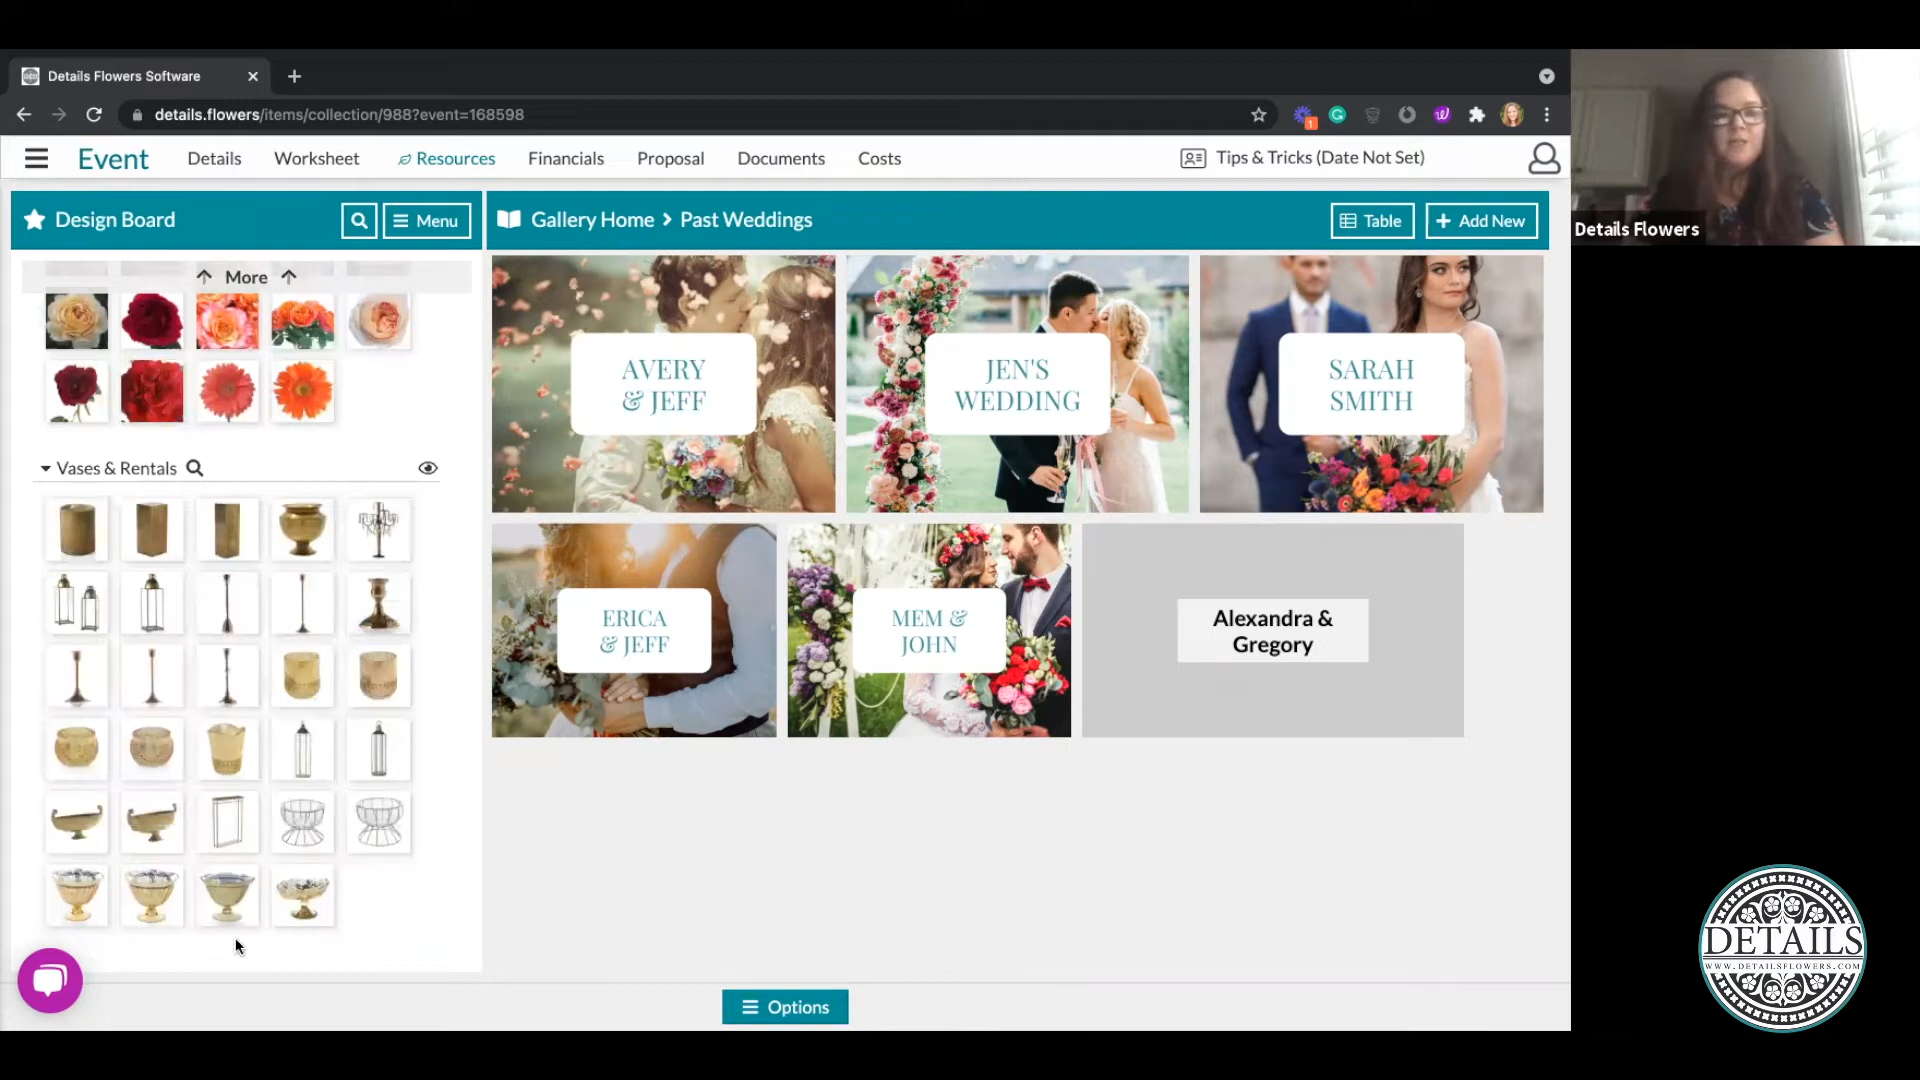 Details Flowers Software
details.flowers/items/collection/988?event=168598
1
Event
Details
Worksheet
Resources
Financials
Proposal
Documents
Costs
Tips & Tricks (Date Not Set)
Design Board
Menu
Gallery Home > Past Weddings
Table
+ Add New
More
Vases & Rentals
AVERY
& JEFF
JEN'S
WEDDING
SARAH
SMITH
ERICA
& JEFF
MEM &
JOHN
Alexandra &
Gregory
Options
Details Flowers
DETAILS
WWW.DETAILSFLOWERS.COM